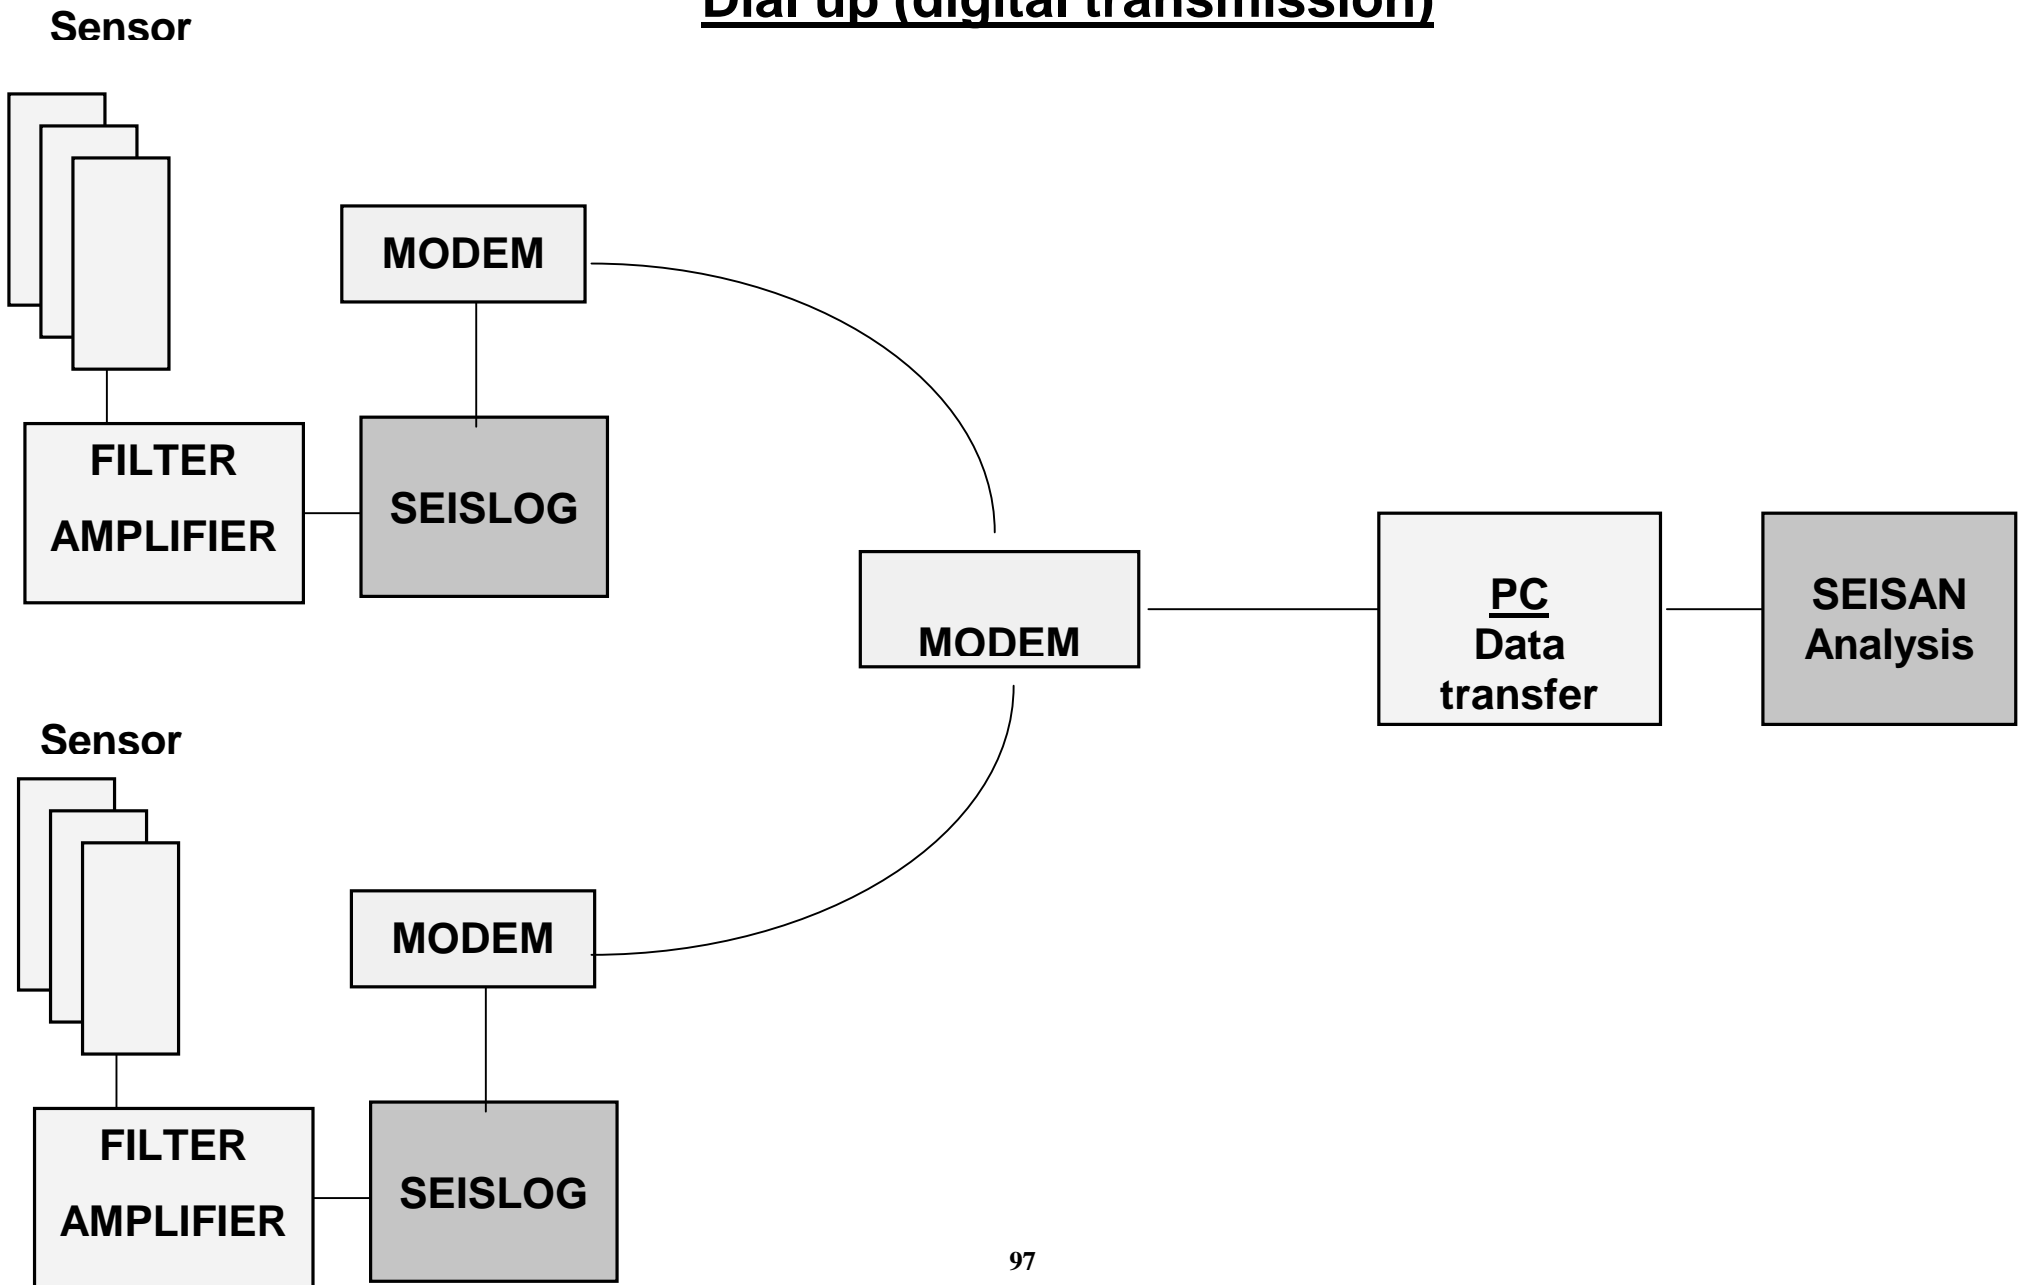 Dial up (digital transmission)
Sensor
MODEM
FILTER
AMPLIFIER
SEISLOG
MODEM
PC
Data
transfer
SEISAN
Analysis
Sensor
MODEM
FILTER
AMPLIFIER
SEISLOG
97